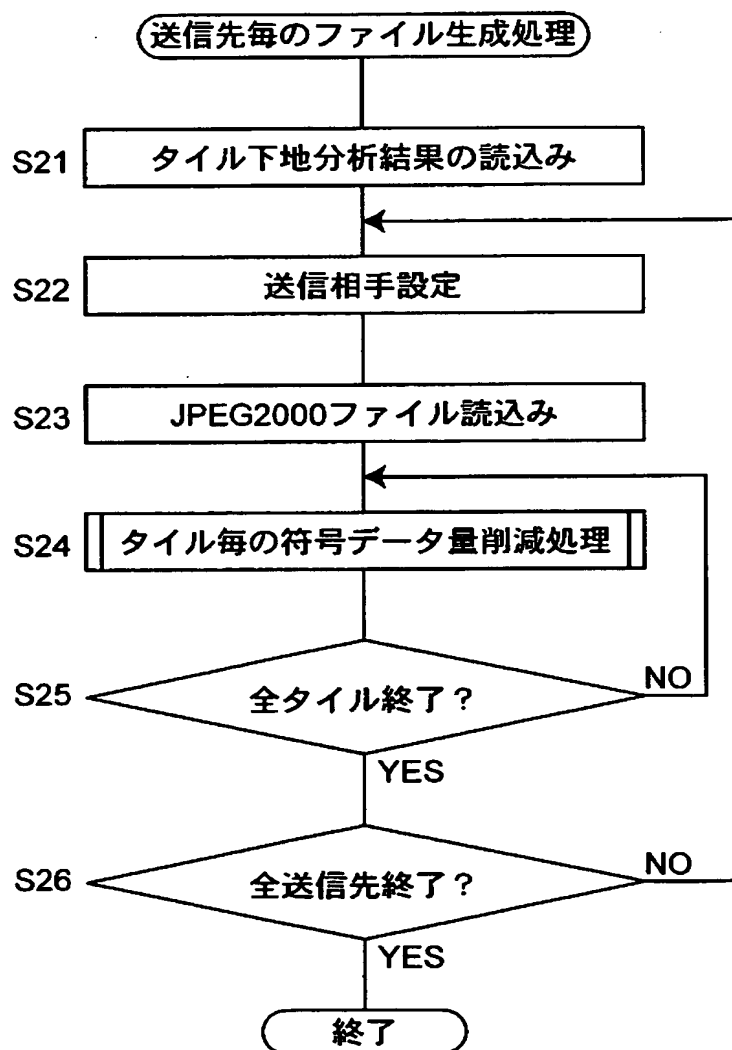 送信先毎のファイル生成処理
S21 タイル下地分析結果の読込み
S22 送信相手設定
S23 JPEG2000ファイル読込み
S24 タイル毎の符号データ量削減処理
S25 全タイル終了？ NO
YES
S26 全送信先終了？ NO
YES
終了